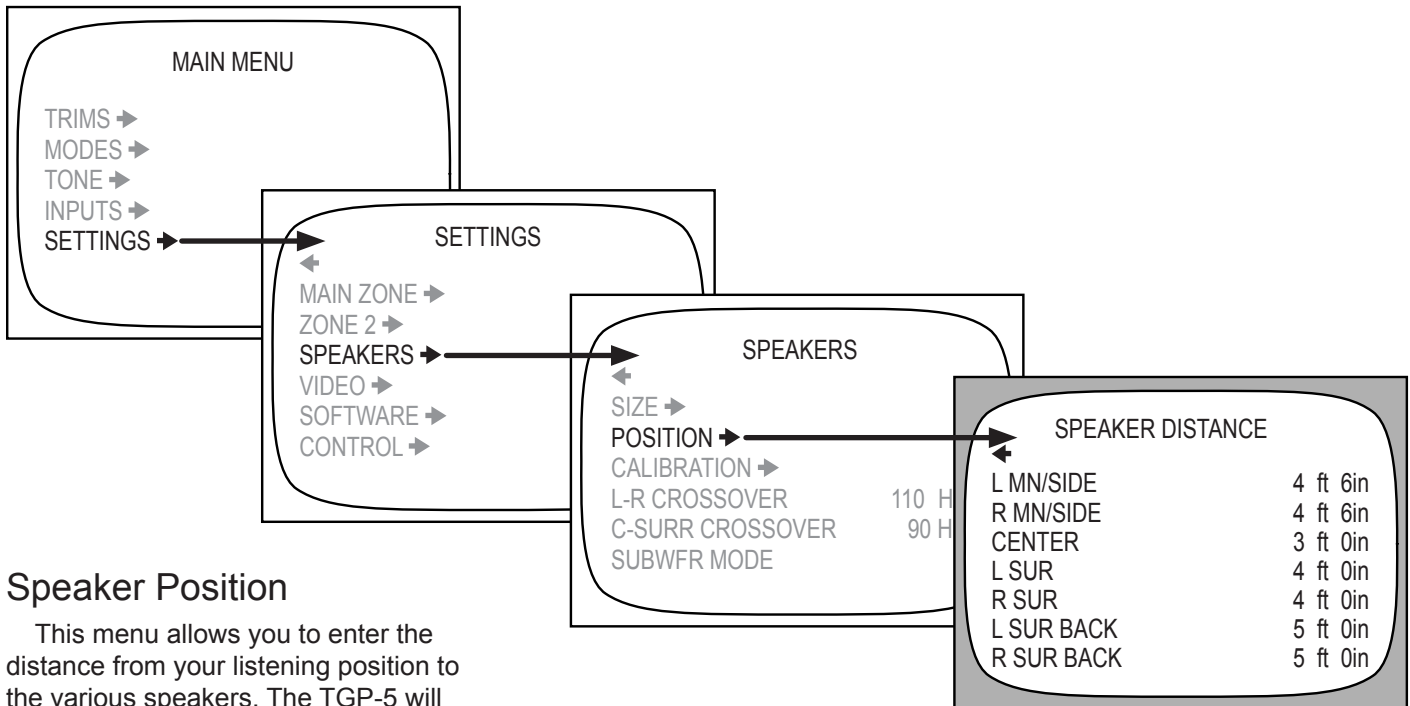 MAIN MENU
TRIMS
MODES
TONE
INPUTS
SETTINGS
SETTINGS
MAIN ZONE
ZONE 2
SPEAKERS
VIDEO
SOFTWARE
CONTROL
SPEAKERS
SIZE
POSITION
CALIBRATION
L-R CROSSOVER 110 H
C-SURR CROSSOVER 90 H
SUBWFR MODE
SPEAKER DISTANCE
L MN/SIDE 4 ft 6in
R MN/SIDE 4 ft 6in
CENTER 3 ft 0in
L SUR 4 ft 0in
R SUR 4 ft 0in
L SUR BACK 5 ft 0in
R SUR BACK 5 ft 0in
Speaker Position
This menu allows you to enter the
distance from your listening position to
the various speakers. The TGP-5 will